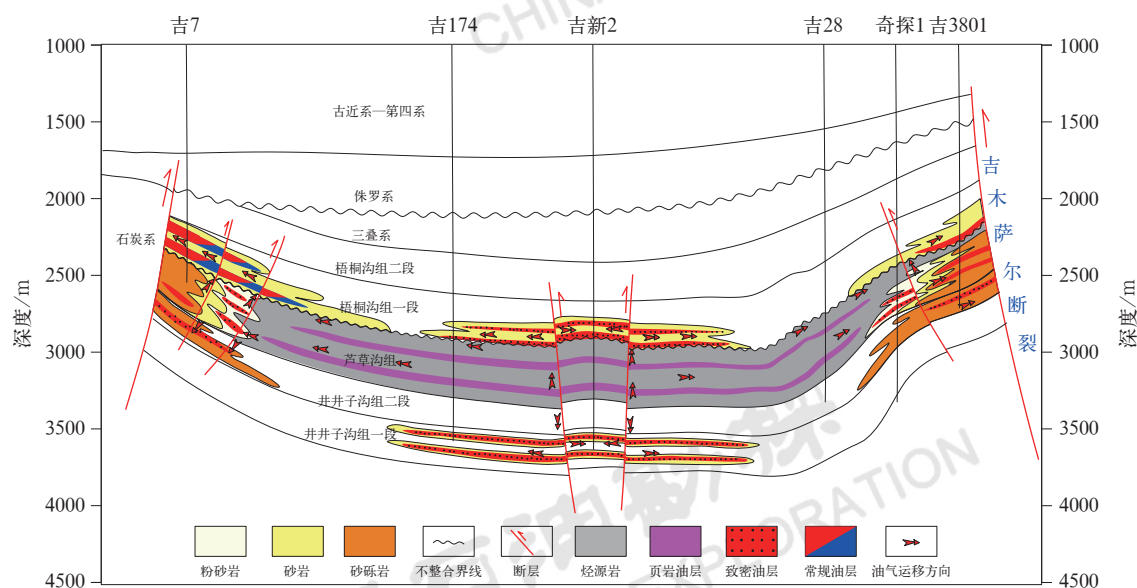 吉7 吉174 吉新2 吉28 奇探1 吉3801
1000 1000
1500 1500
2000 2000
2500 2500
3000 3000
3500 3500
4000 4000
4500 4500
深度/m
深度/m
古近系—第四系
侏罗系
石炭系
三叠系
梧桐沟组二段
梧桐沟组一段
芦草沟组
井井子沟组二段
井井子沟组一段
吉木萨尔断裂
粉砂岩 砂岩 砂砾岩 不整合界线 断层 烃源岩 页岩油层 致密油层 常规油层 油气运移方向
CHIN
EXPLORATION